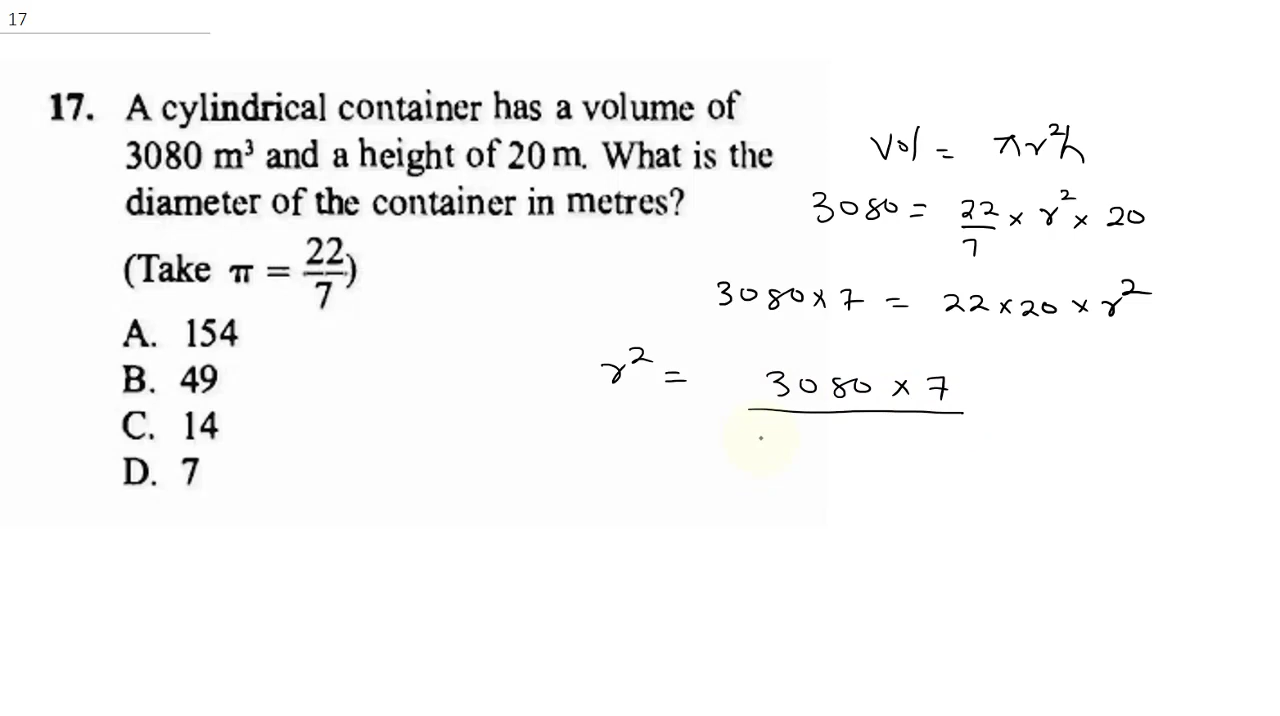 17
17. A cylindrical container has a volume of
3080 m³ and a height of 20 m. What is the
diameter of the container in metres?
(Take π = 22/7)
A. 154
B. 49
C. 14
D. 7
Vol = πr²h
3080 = 22/7 × r² × 20
3080 × 7 = 22 × 20 × r²
r² = 3080 × 7